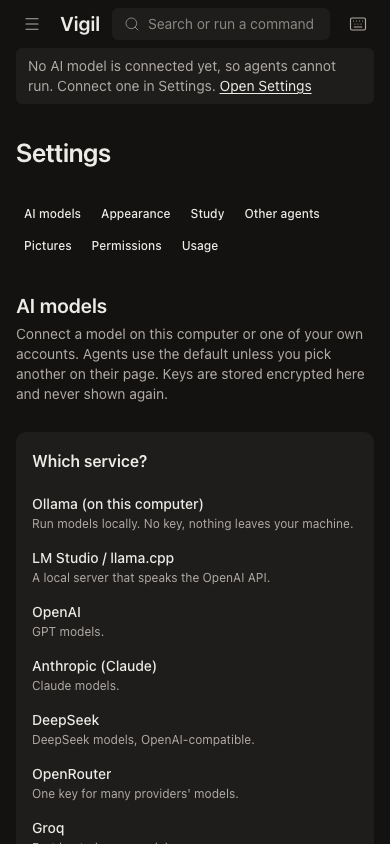 Vigil
Search or run a command
No AI model is connected yet, so agents cannot
run. Connect one in Settings. Open Settings
Settings
AI models Appearance Study Other agents
Pictures Permissions Usage
AI models
Connect a model on this computer or one of your own
accounts. Agents use the default unless you pick
another on their page. Keys are stored encrypted here
and never shown again.
Which service?
Ollama (on this computer)
Run models locally. No key, nothing leaves your machine.
LM Studio / llama.cpp
A local server that speaks the OpenAI API.
OpenAI
GPT models.
Anthropic (Claude)
Claude models.
DeepSeek
DeepSeek models, OpenAI-compatible.
OpenRouter
One key for many providers' models.
Groq